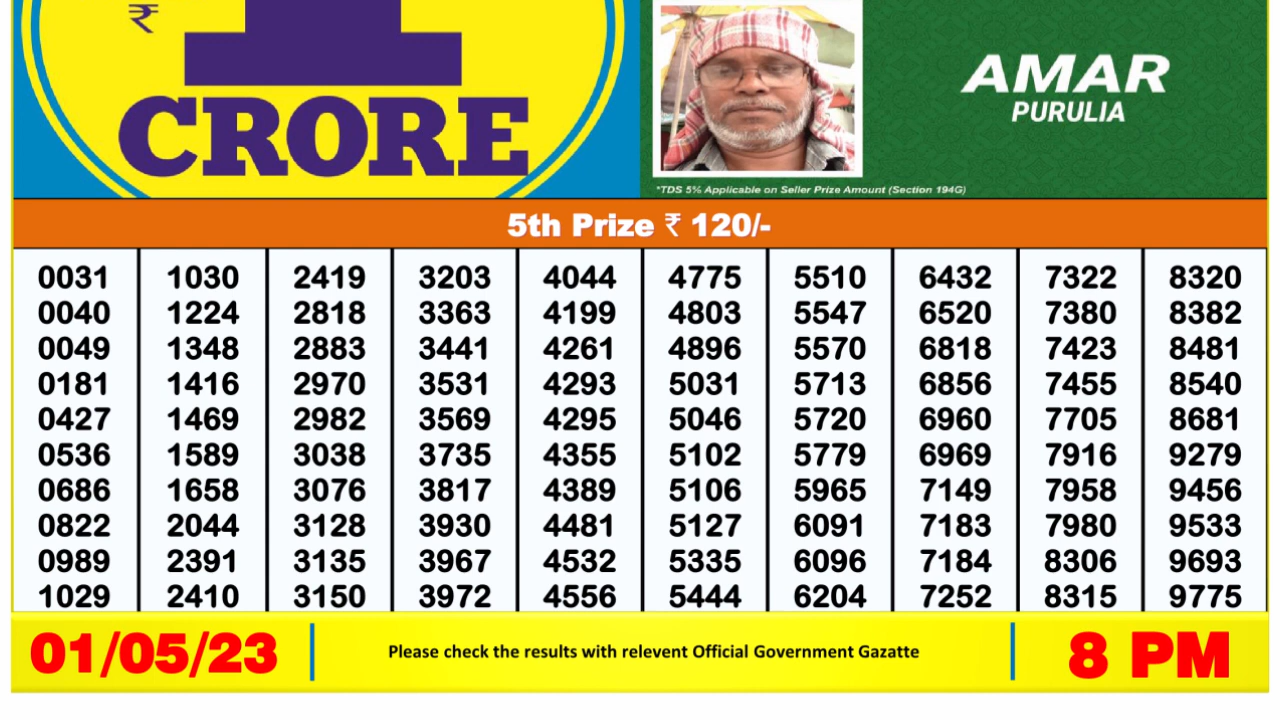 ₹
1
CRORE
AMAR
PURULIA
*TDS 5% Applicable on Seller Prize Amount (Section 194G)
5th Prize ₹ 120/-
0031 1030 2419 3203 4044 4775 5510 6432 7322 8320
0040 1224 2818 3363 4199 4803 5547 6520 7380 8382
0049 1348 2883 3441 4261 4896 5570 6818 7423 8481
0181 1416 2970 3531 4293 5031 5713 6856 7455 8540
0427 1469 2982 3569 4295 5046 5720 6960 7705 8681
0536 1589 3038 3735 4355 5102 5779 6969 7916 9279
0686 1658 3076 3817 4389 5106 5965 7149 7958 9456
0822 2044 3128 3930 4481 5127 6091 7183 7980 9533
0989 2391 3135 3967 4532 5335 6096 7184 8306 9693
1029 2410 3150 3972 4556 5444 6204 7252 8315 9775
01/05/23
Please check the results with relevent Official Government Gazatte
8 PM